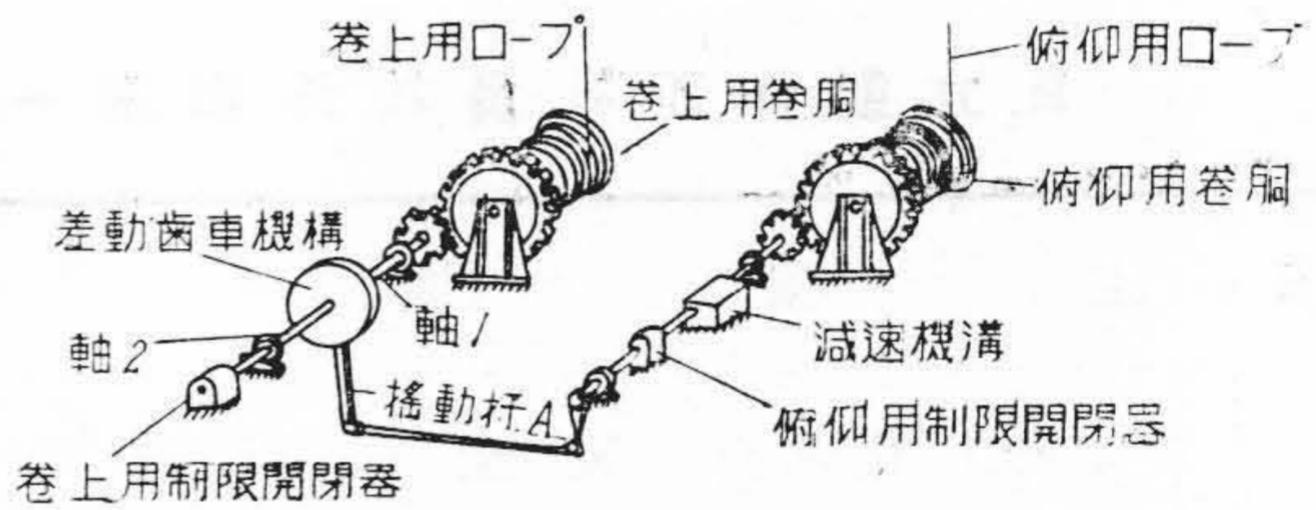 巻上用ロープ
俯仰用ロープ
巻上用巻胴
俯仰用巻胴
差動歯車機構
軸1
軸2
減速機溝
揺動杆A
俯仰用制限開閉器
巻上用制限開閉器